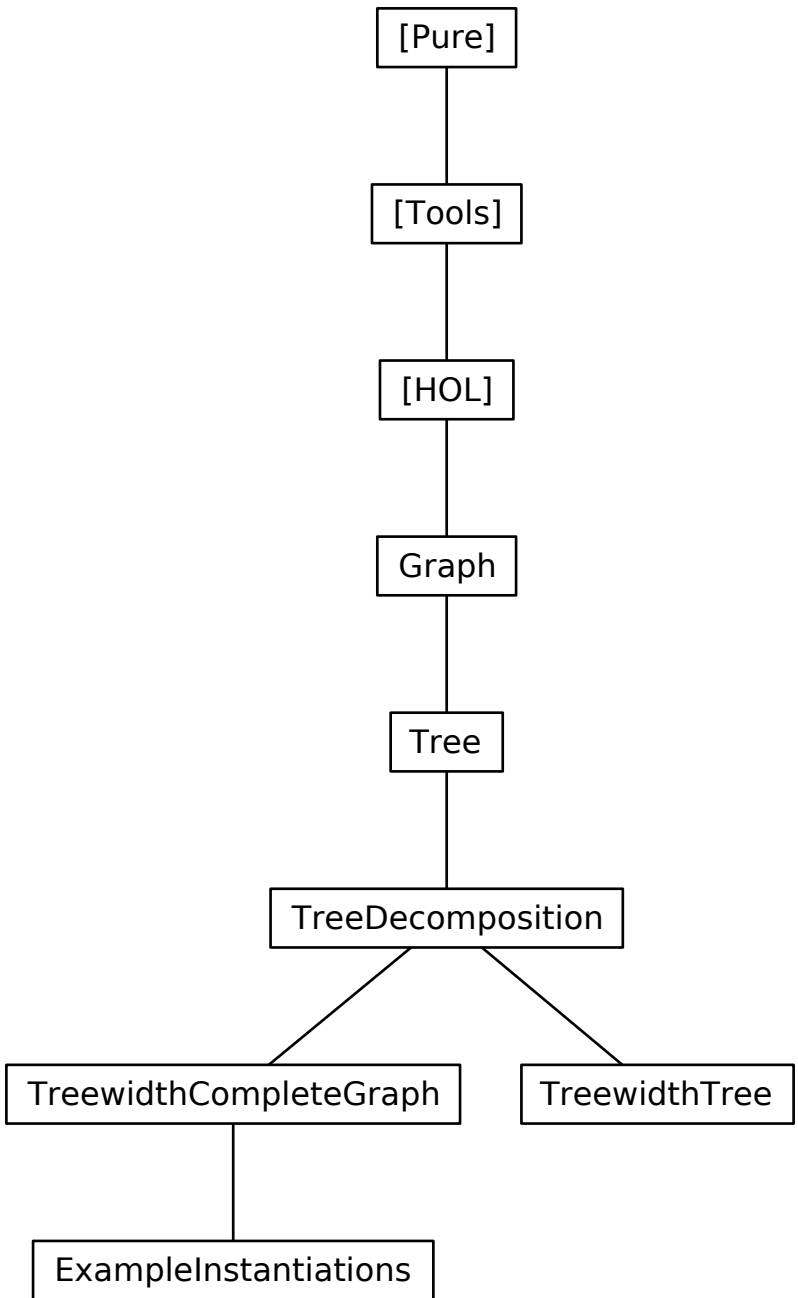 [Pure]
[Tools]
[HOL]
Graph
Tree
TreeDecomposition
TreewidthCompleteGraph
TreewidthTree
ExampleInstantiations